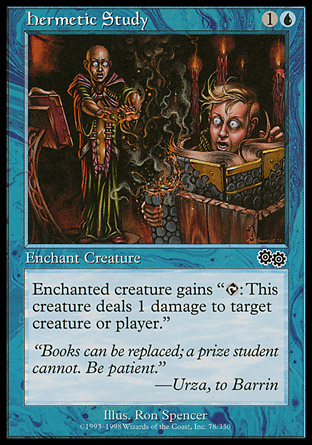 Hermetic Study 1
Enchant Creature
Enchanted creature gains “: This
creature deals 1 damage to target
creature or player.”
“Books can be replaced; a prize student
cannot. Be patient.”
—Urza, to Barrin
Illus. Ron Spencer
©1993-1998 Wizards of the Coast, Inc. 78/350